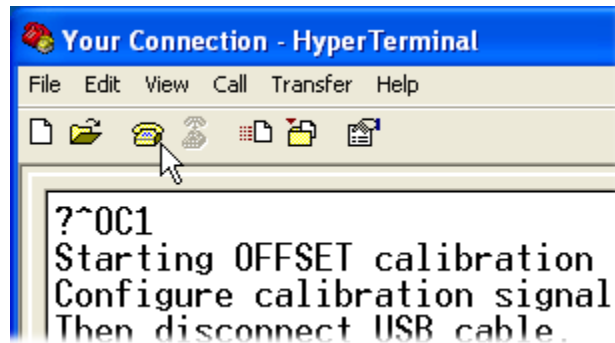 Your Connection - HyperTerminal
File Edit View Call Transfer Help
?^OC1
Starting OFFSET calibration
Configure calibration signal
Then disconnect USB cable.